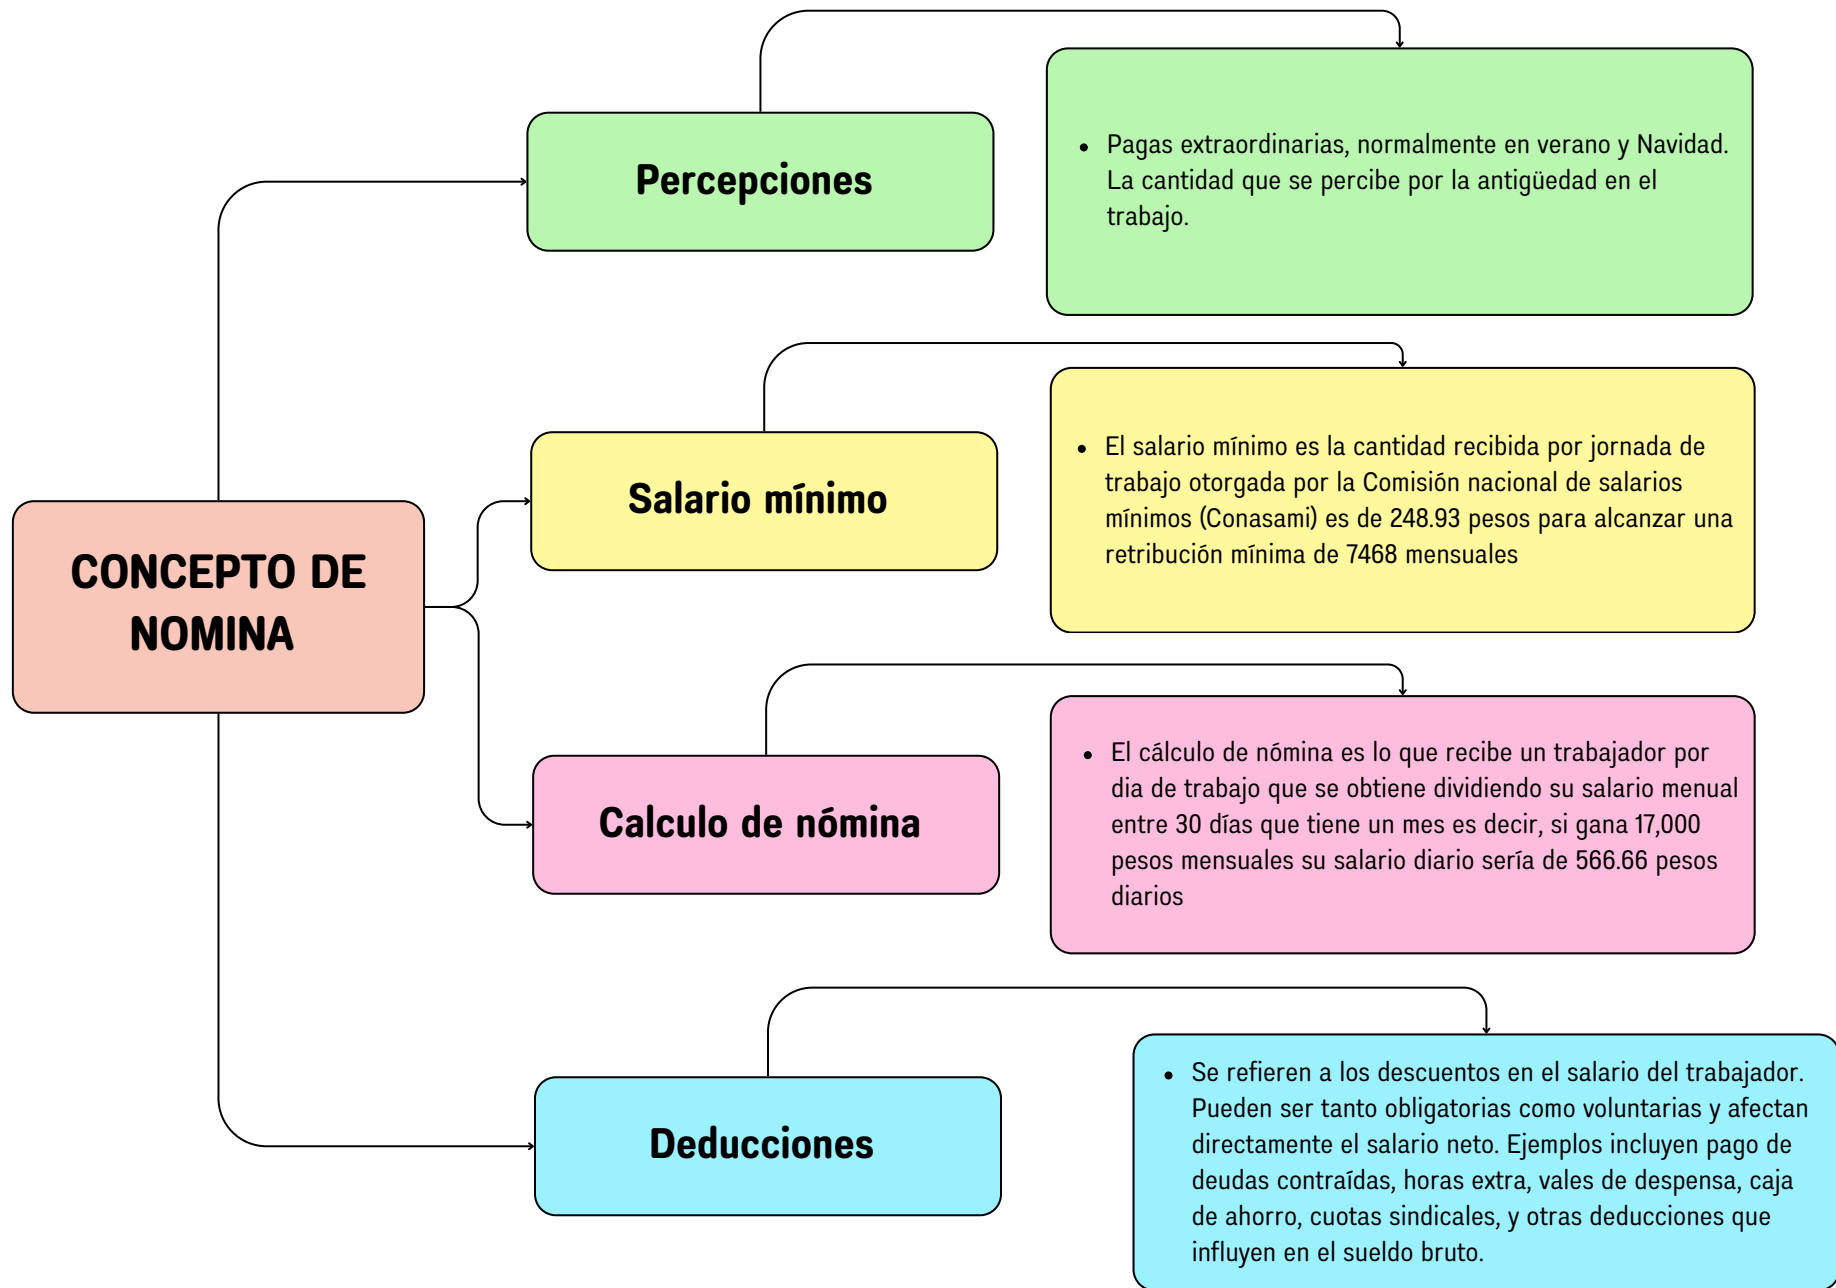 CONCEPTO DE
NOMINA
Percepciones
• Pagas extraordinarias, normalmente en verano y Navidad.
La cantidad que se percibe por la antigüedad en el
trabajo.
Salario mínimo
• El salario mínimo es la cantidad recibida por jornada de
trabajo otorgada por la Comisión nacional de salarios
mínimos (Conasami) es de 248.93 pesos para alcanzar una
retribución mínima de 7468 mensuales
Calculo de nómina
• El cálculo de nómina es lo que recibe un trabajador por
dia de trabajo que se obtiene dividiendo su salario menual
entre 30 días que tiene un mes es decir, si gana 17,000
pesos mensuales su salario diario sería de 566.66 pesos
diarios
Deducciones
• Se refieren a los descuentos en el salario del trabajador.
Pueden ser tanto obligatorias como voluntarias y afectan
directamente el salario neto. Ejemplos incluyen pago de
deudas contraídas, horas extra, vales de despensa, caja
de ahorro, cuotas sindicales, y otras deducciones que
influyen en el sueldo bruto.